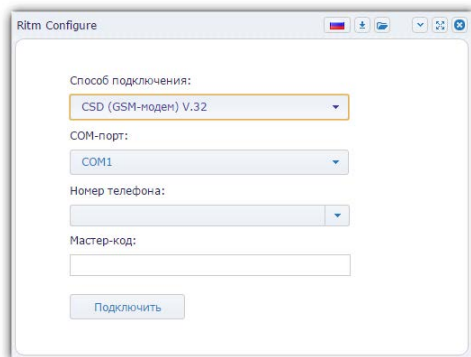 Ritm Configure
Способ подключения:
CSD (GSM-модем) V.32
COM-порт:
COM1
Номер телефона:
Мастер-код:
Подключить